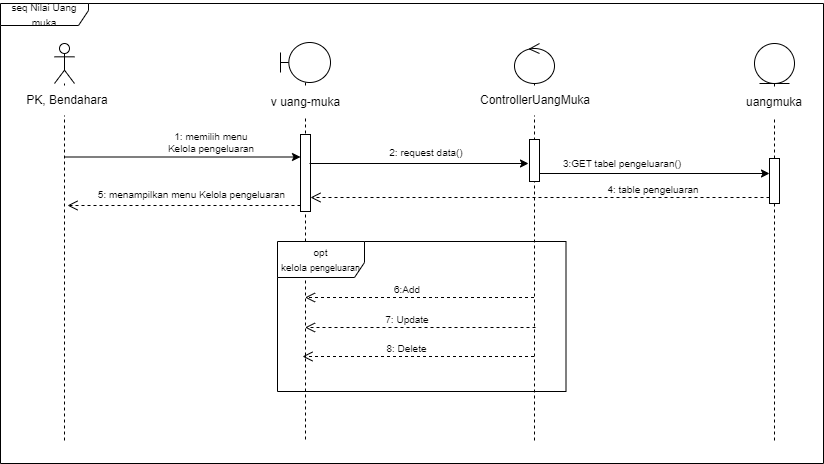 seq Nilai Uang
muka
PK, Bendahara
v uang-muka
ControllerUangMuka
uangmuka
1: memilih menu
Kelola pengeluaran
2: request data()
3:GET tabel pengeluaran()
4: table pengeluaran
5: menampilkan menu Kelola pengeluaran
opt
kelola pengeluaran
6:Add
7: Update
8: Delete